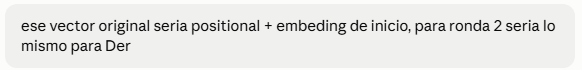 ese vector original seria positional + embeding de inicio, para ronda 2 seria lo
mismo para Der